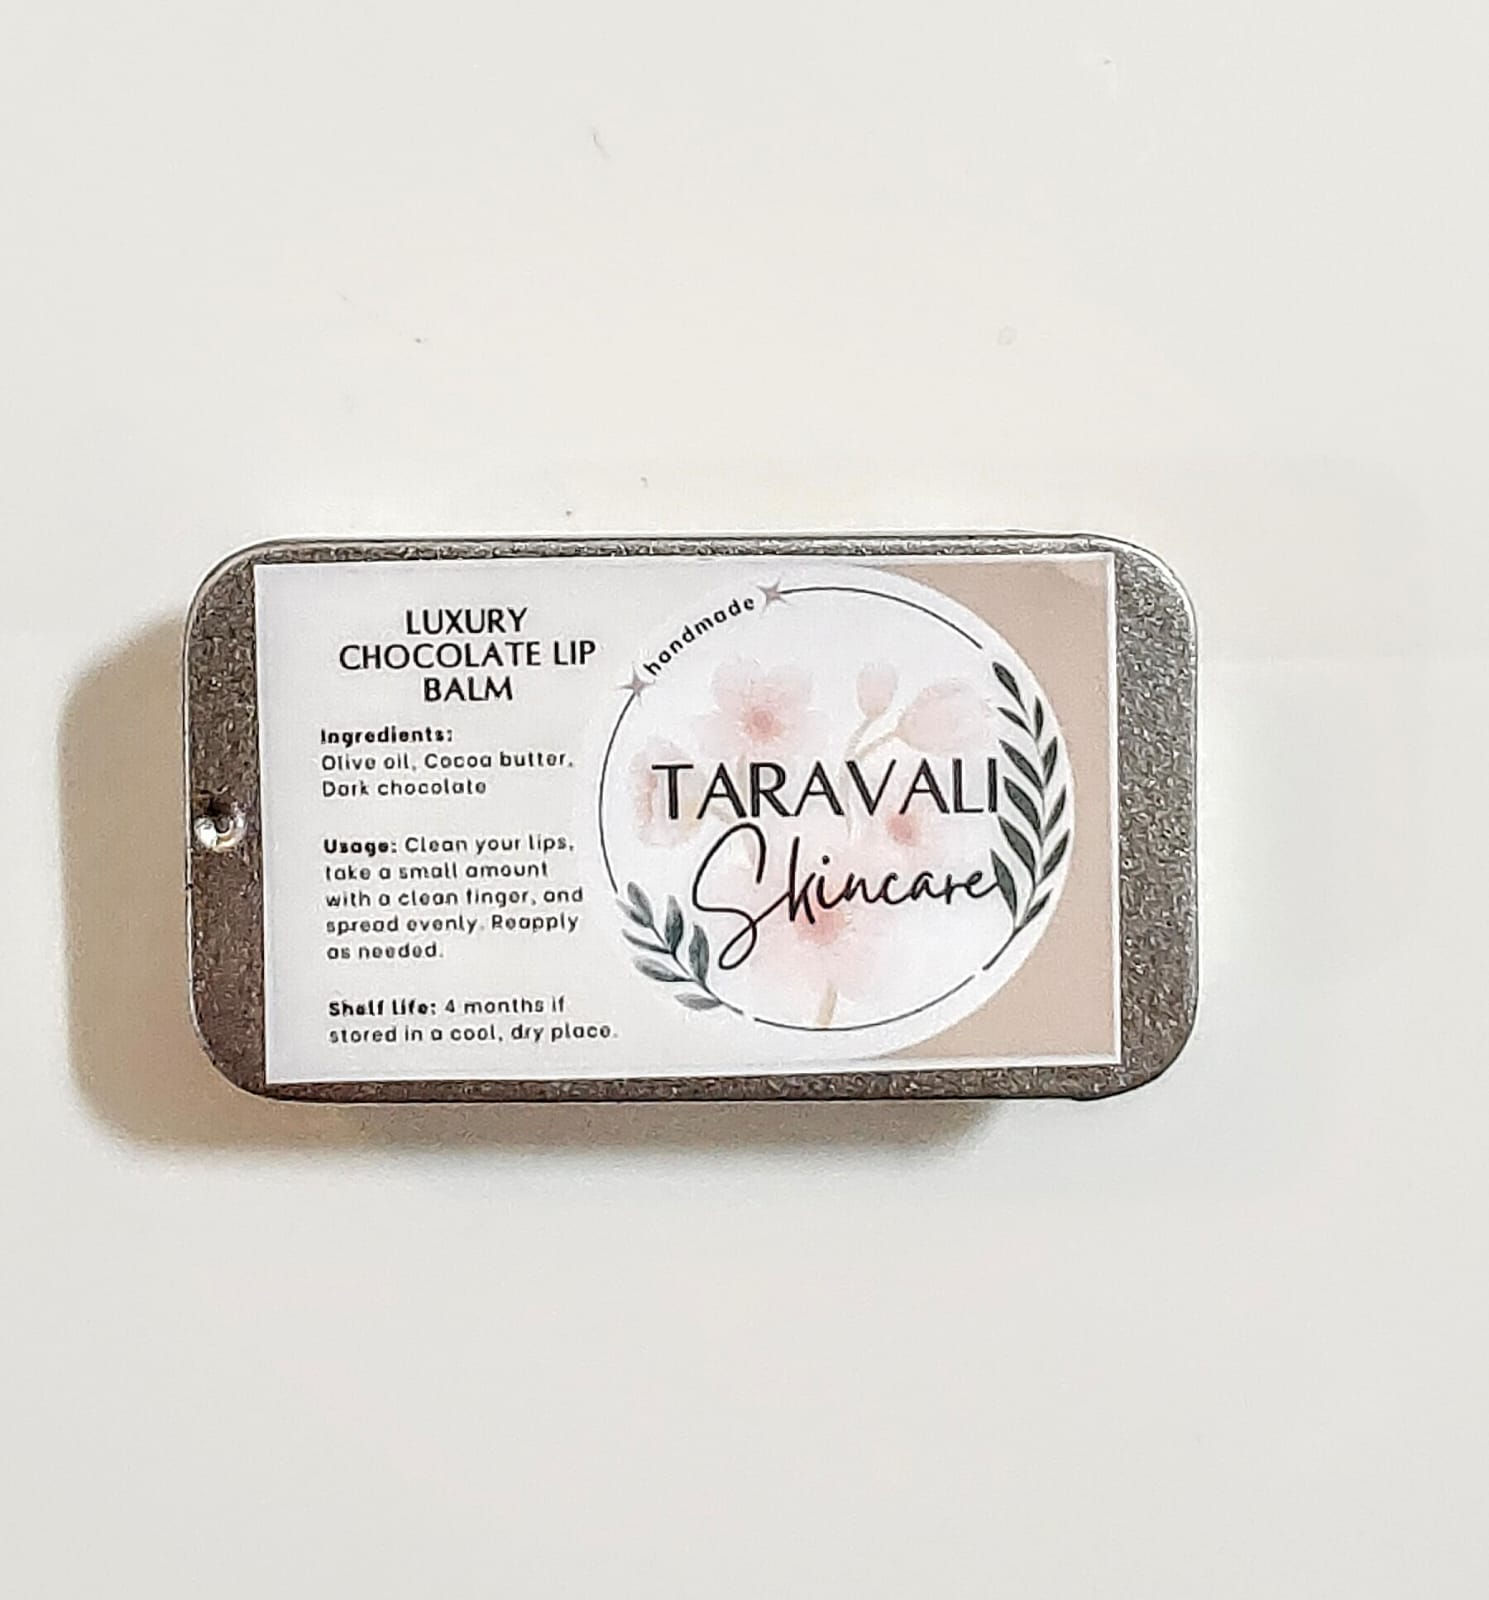 LUXURY
CHOCOLATE LIP
BALM
Ingredients:
Olive oil, Cocoa butter,
Dark chocolate
Usage: Clean your lips,
take a small amount
with a clean finger, and
spread evenly. Reapply
as needed.
Shelf Life: 4 months if
stored in a cool, dry place.
handmade
TARAVALI
Skincare